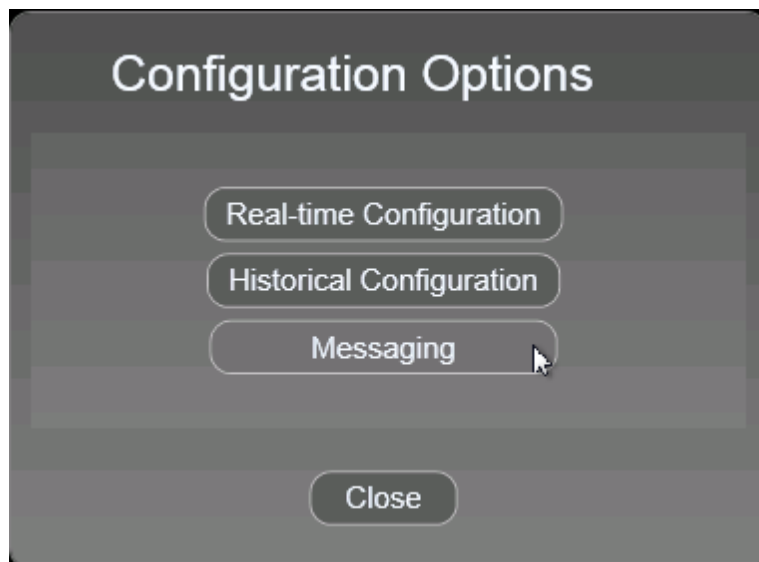 Configuration Options
Real-time Configuration
Historical Configuration
Messaging
Close